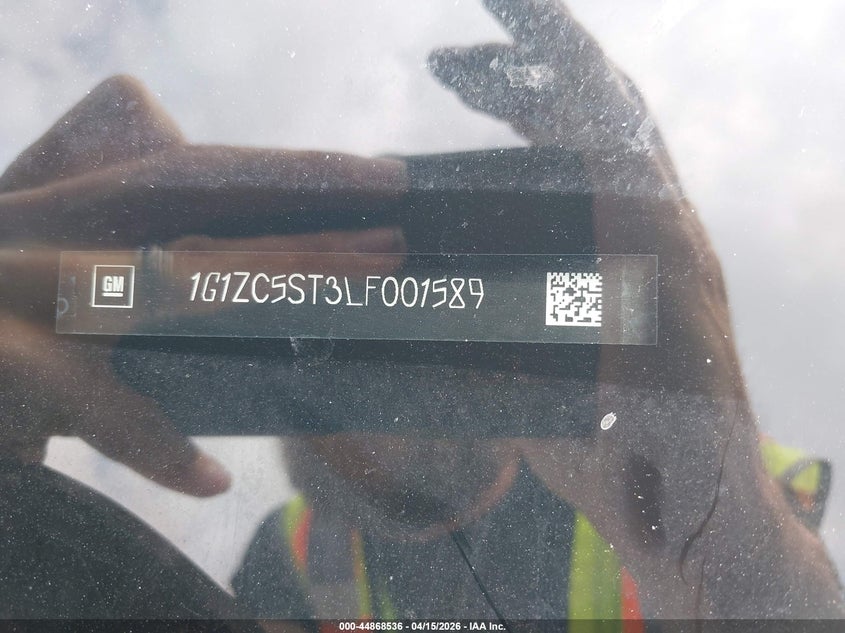 GM 1G1ZC5ST3LF001589
000-44868536 - 04/15/2026 - IAA Inc.